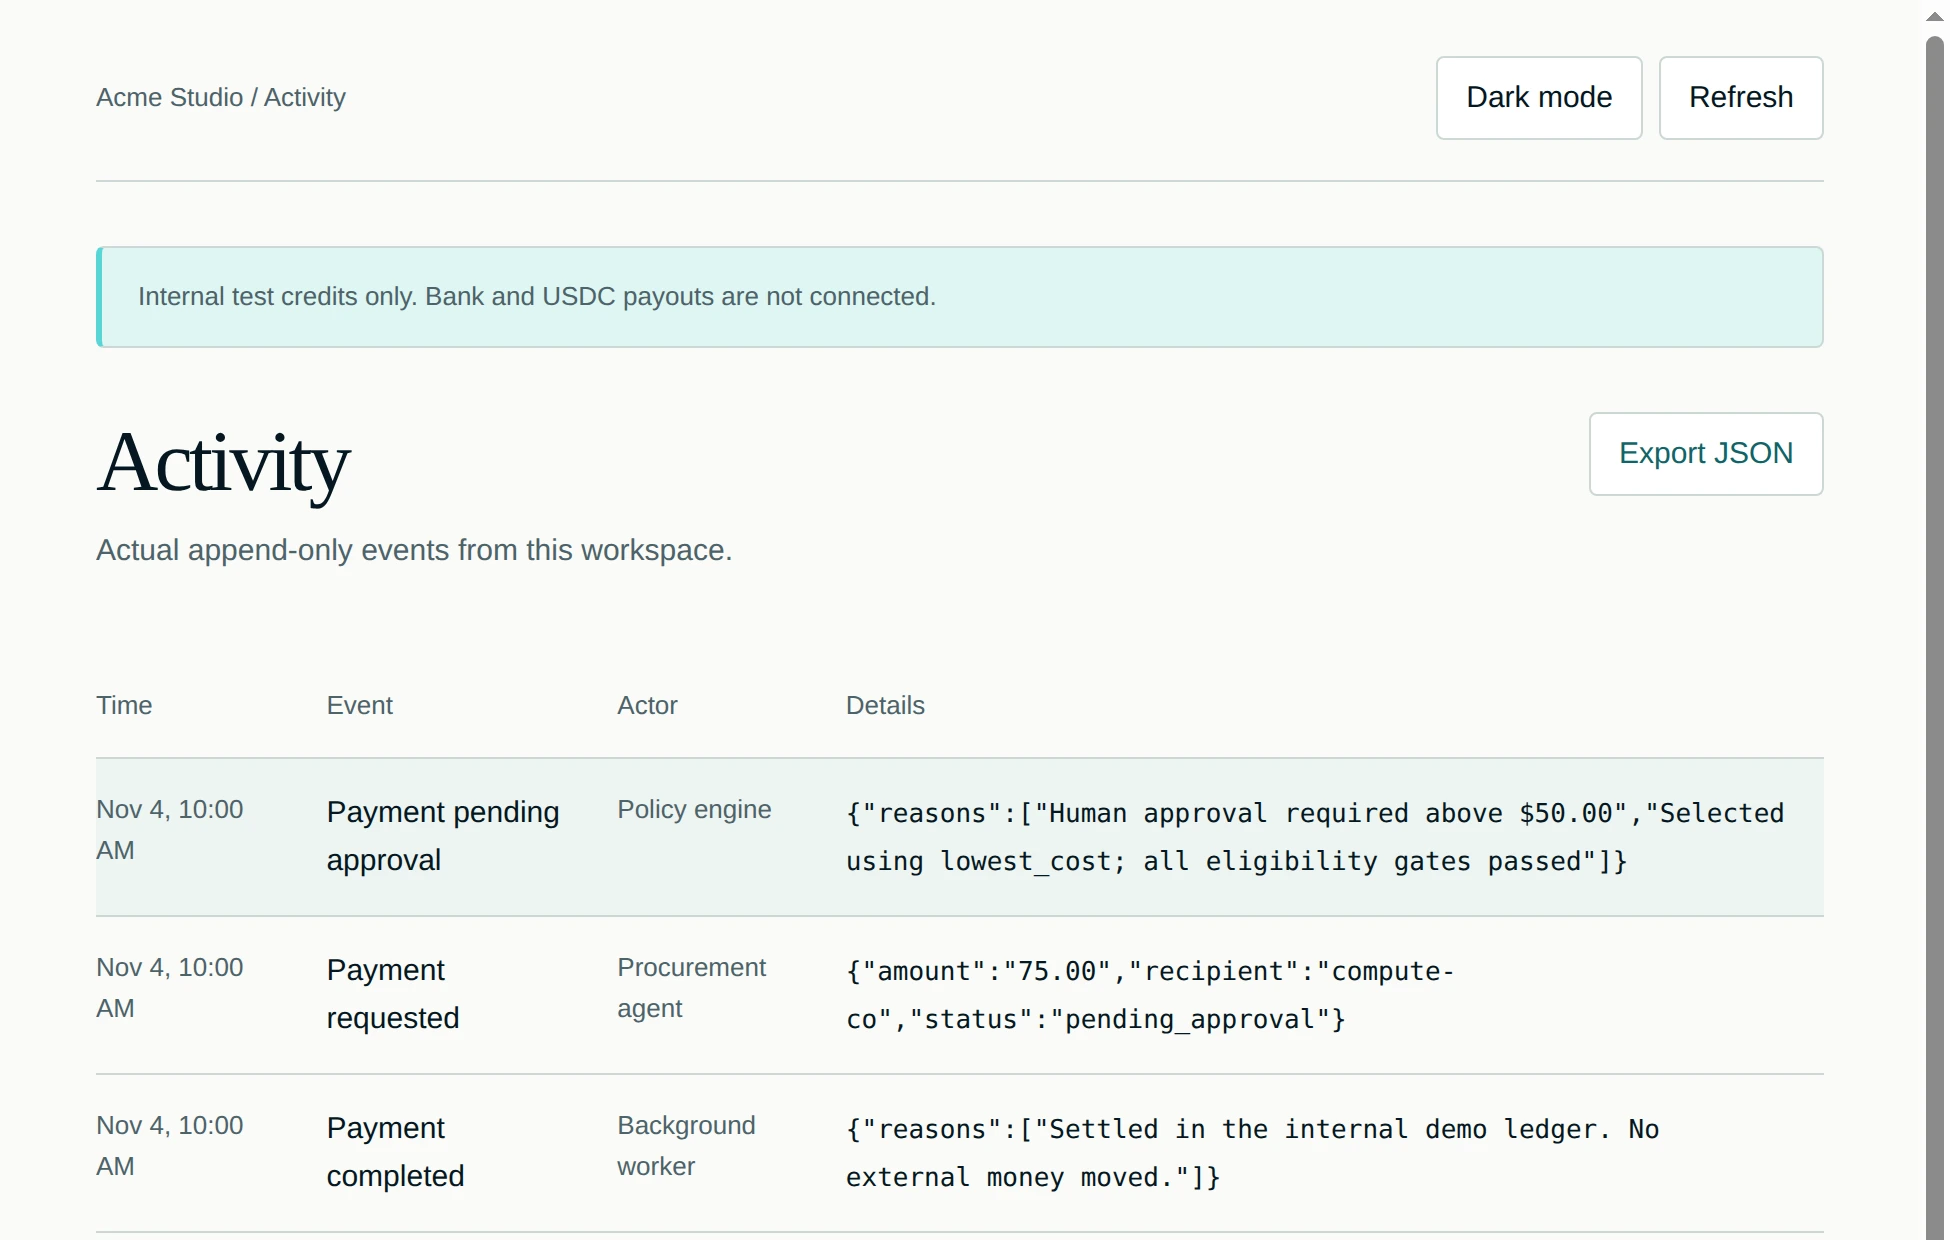 Acme Studio / Activity
Dark mode
Refresh
Internal test credits only. Bank and USDC payouts are not connected.
Activity
Export JSON
Actual append-only events from this workspace.
Time Event Actor Details
Nov 4, 10:00
AM
Payment pending
approval
Policy engine
{"reasons":["Human approval required above $50.00","Selected
using lowest_cost; all eligibility gates passed"]}
Nov 4, 10:00
AM
Payment
requested
Procurement
agent
{"amount":"75.00","recipient":"compute-
co","status":"pending_approval"}
Nov 4, 10:00
AM
Payment
completed
Background
worker
{"reasons":["Settled in the internal demo ledger. No
external money moved."]}